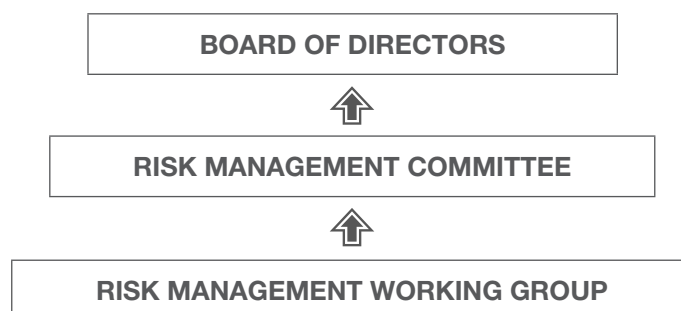 BOARD OF DIRECTORS
RISK MANAGEMENT COMMITTEE
RISK MANAGEMENT WORKING GROUP